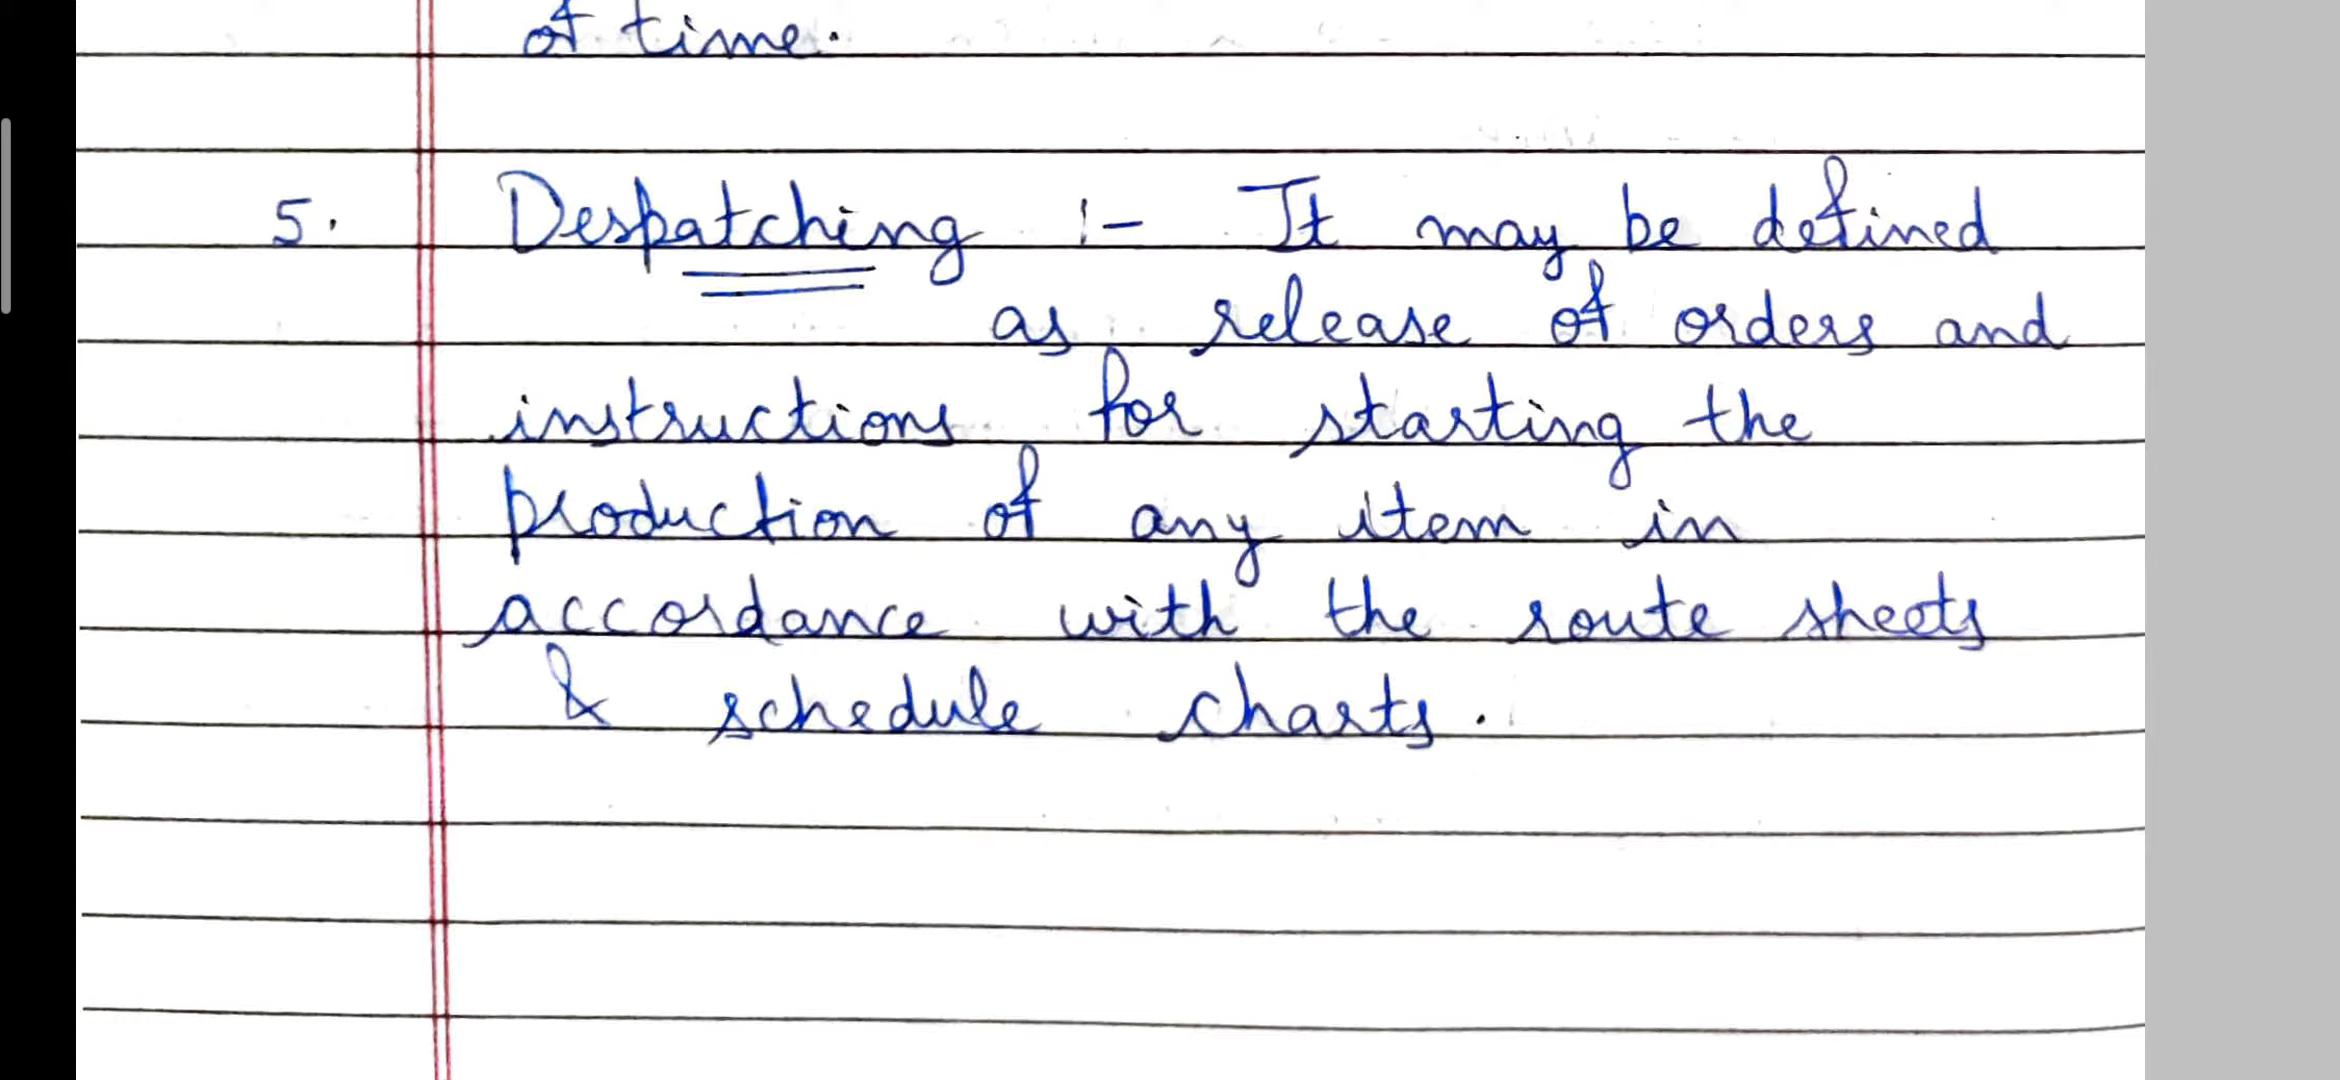 of time.
5. Despatching :- It may be defined
as release of orders and
instructions for starting the
production of any item in
accordance with the route sheets
& schedule charts.